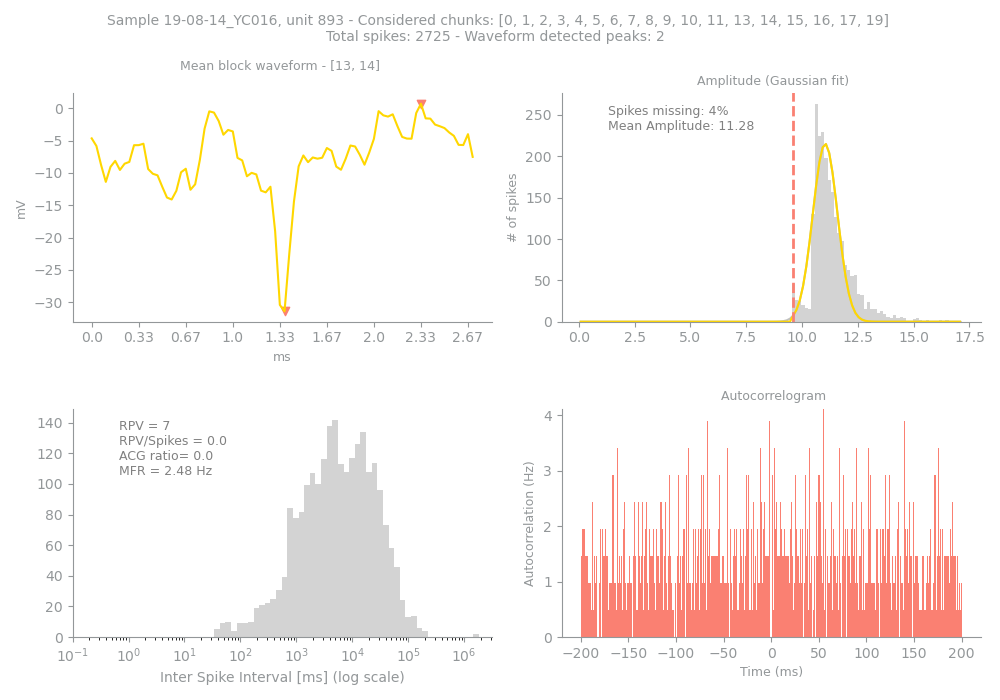 Sample 19-08-14_YC016, unit 893 - Considered chunks: [0, 1, 2, 3, 4, 5, 6, 7, 8, 9, 10, 11, 13, 14, 15, 16, 17, 19]
Total spikes: 2725 - Waveform detected peaks: 2
Mean block waveform - [13, 14]
mV
0
−5
−10
−15
−20
−25
−30
0.0 0.33 0.67 1.0 1.33 1.67 2.0 2.33 2.67
ms
Amplitude (Gaussian fit)
Spikes missing: 4%
Mean Amplitude: 11.28
# of spikes
250
200
150
100
50
0
0.0 2.5 5.0 7.5 10.0 12.5 15.0 17.5
RPV = 7
RPV/Spikes = 0.0
ACG ratio= 0.0
MFR = 2.48 Hz
140
120
100
80
60
40
20
0
10⁻¹ 10⁰ 10¹ 10² 10³ 10⁴ 10⁵ 10⁶
Inter Spike Interval [ms] (log scale)
Autocorrelogram
Autocorrelation (Hz)
4
3
2
1
0
−200 −150 −100 −50 0 50 100 150 200
Time (ms)